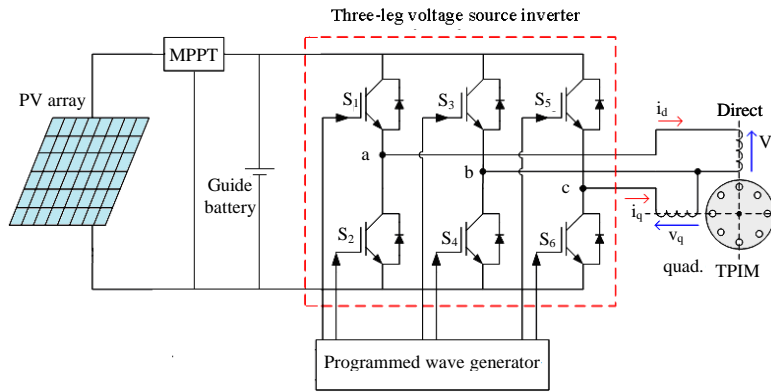 Three-leg voltage source inverter
MPPT
PV array
Guide
battery
S1
S3
S5
a
b
c
S2
S4
S6
id
Direct
V
iq
vq
quad.
TPIM
Programmed wave generator